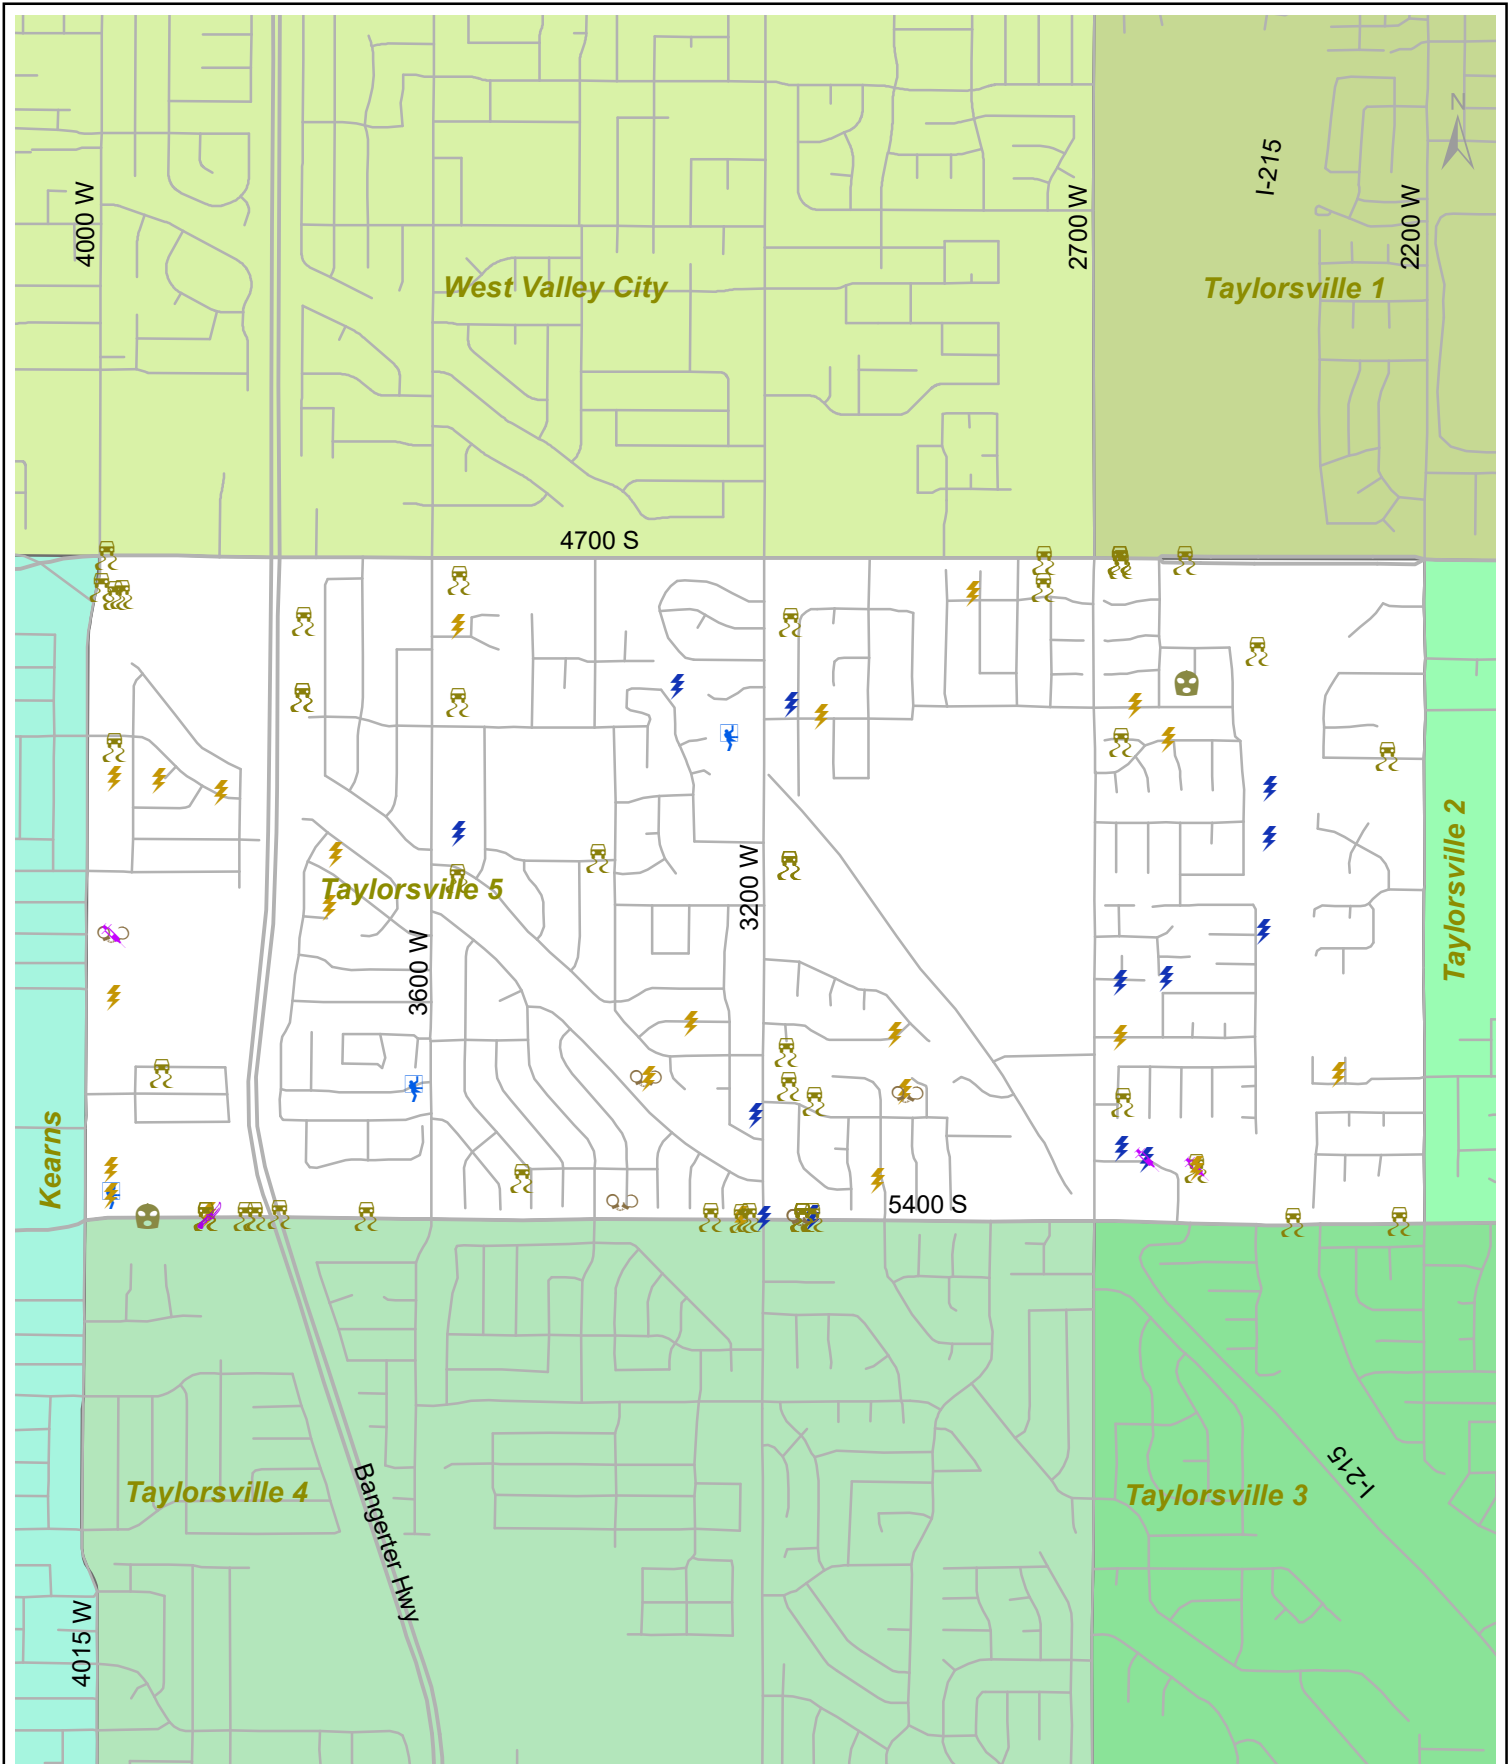 N
I-215
4000 W
2700 W
2200 W
West Valley City
Taylorsville 1
4700 S
Taylorsville 2
3200 W
Taylorsville 5
3600 W
Kearns
5400 S
I-215
Taylorsville 4
Taylorsville 3
Bangerter Hwy
4015 W